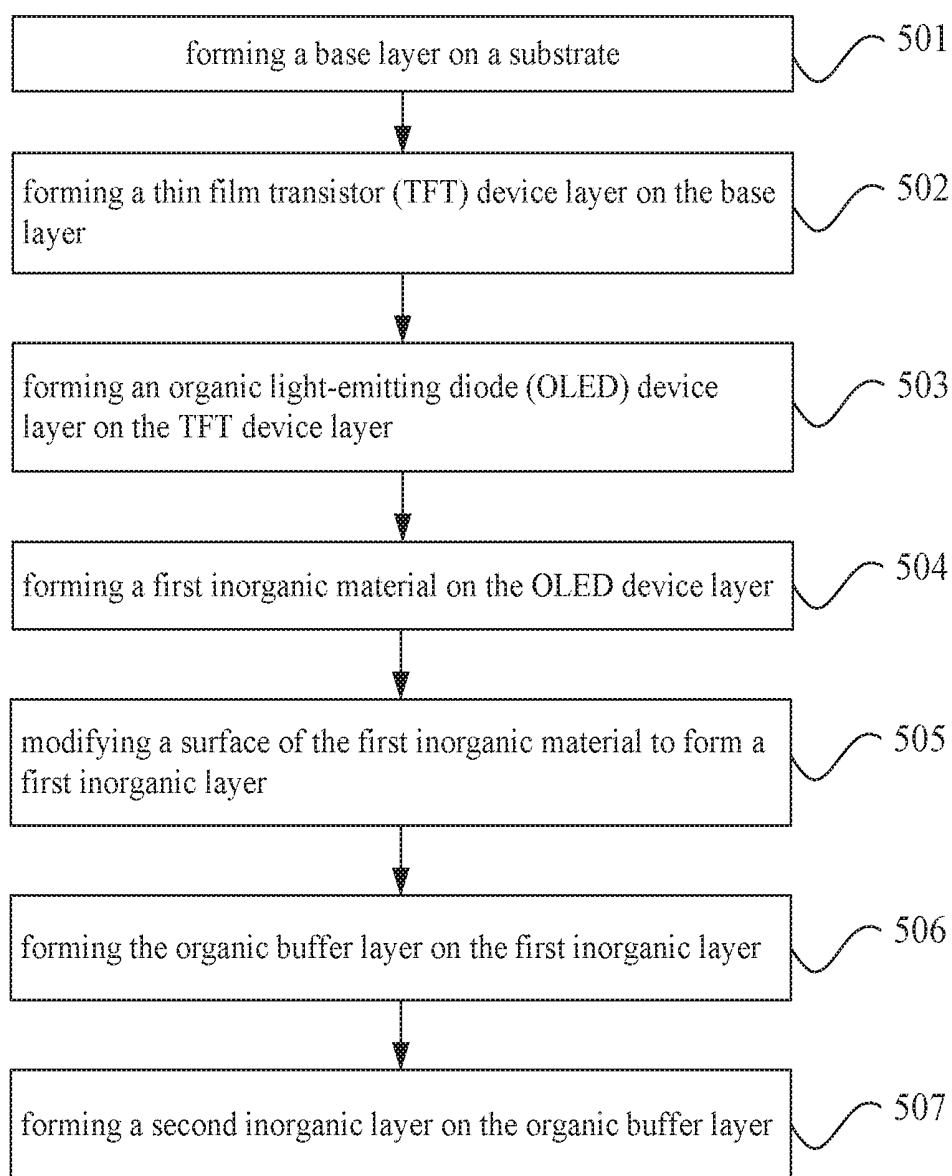 forming a base layer on a substrate
501
forming a thin film transistor (TFT) device layer on the base
layer
502
forming an organic light-emitting diode (OLED) device
layer on the TFT device layer
503
forming a first inorganic material on the OLED device layer
504
modifying a surface of the first inorganic material to form a
first inorganic layer
505
forming the organic buffer layer on the first inorganic layer
506
forming a second inorganic layer on the organic buffer layer
507